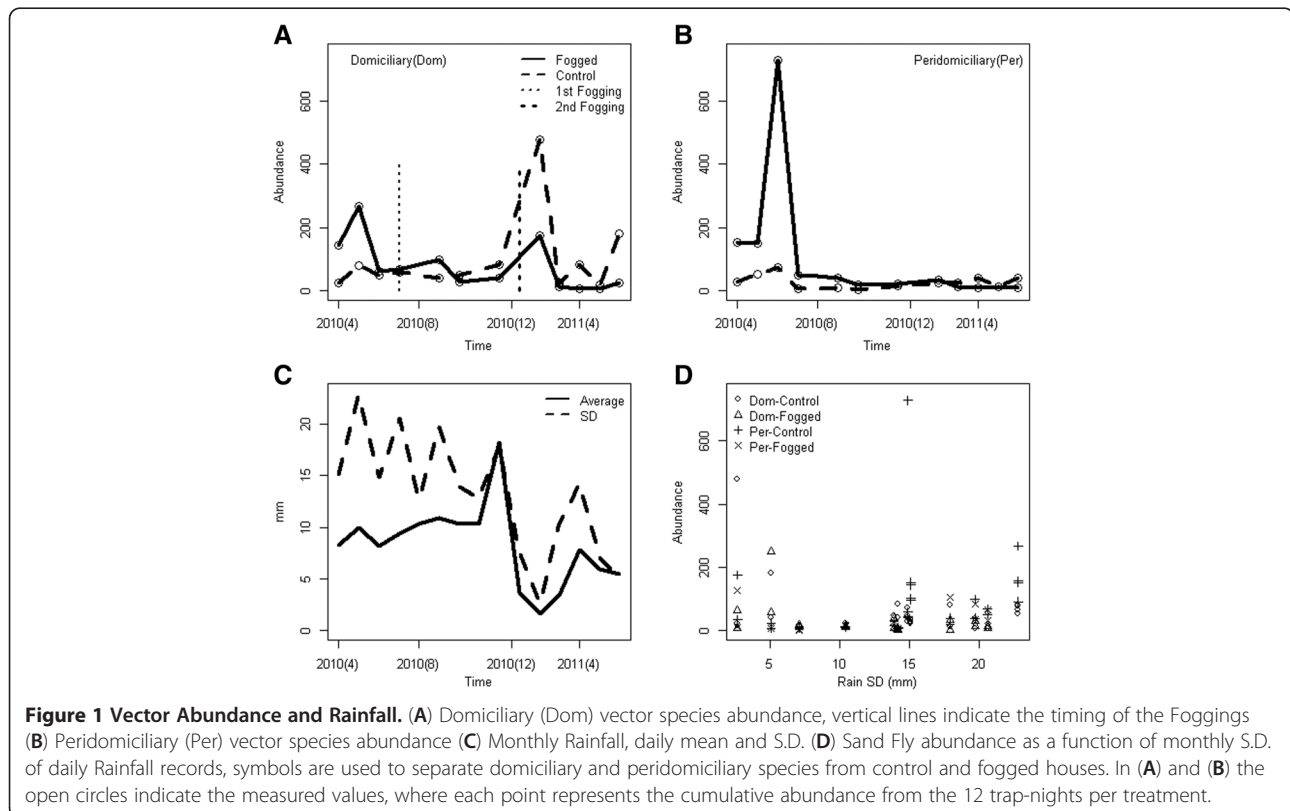 A
Domiciliary(Dom)
Fogged
Control
1st Fogging
2nd Fogging
Abundance
600
400
200
0
2010(4)
2010(8)
2010(12)
2011(4)
Time
B
Peridomiciliary(Per)
Abundance
600
400
200
0
2010(4)
2010(8)
2010(12)
2011(4)
Time
C
Average
SD
mm
20
15
10
5
0
2010(4)
2010(8)
2010(12)
2011(4)
Time
D
Dom-Control
Dom-Fogged
Per-Control
Per-Fogged
Abundance
600
400
200
0
5
10
15
20
Rain SD (mm)
Figure 1 Vector Abundance and Rainfall. (A) Domiciliary (Dom) vector species abundance, vertical lines indicate the timing of the Foggings
(B) Peridomiciliary (Per) vector species abundance (C) Monthly Rainfall, daily mean and S.D. (D) Sand Fly abundance as a function of monthly S.D.
of daily Rainfall records, symbols are used to separate domiciliary and peridomiciliary species from control and fogged houses. In (A) and (B) the
open circles indicate the measured values, where each point represents the cumulative abundance from the 12 trap-nights per treatment.